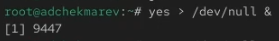 root@adchekmarev:~# yes > /dev/null &
[1] 9447